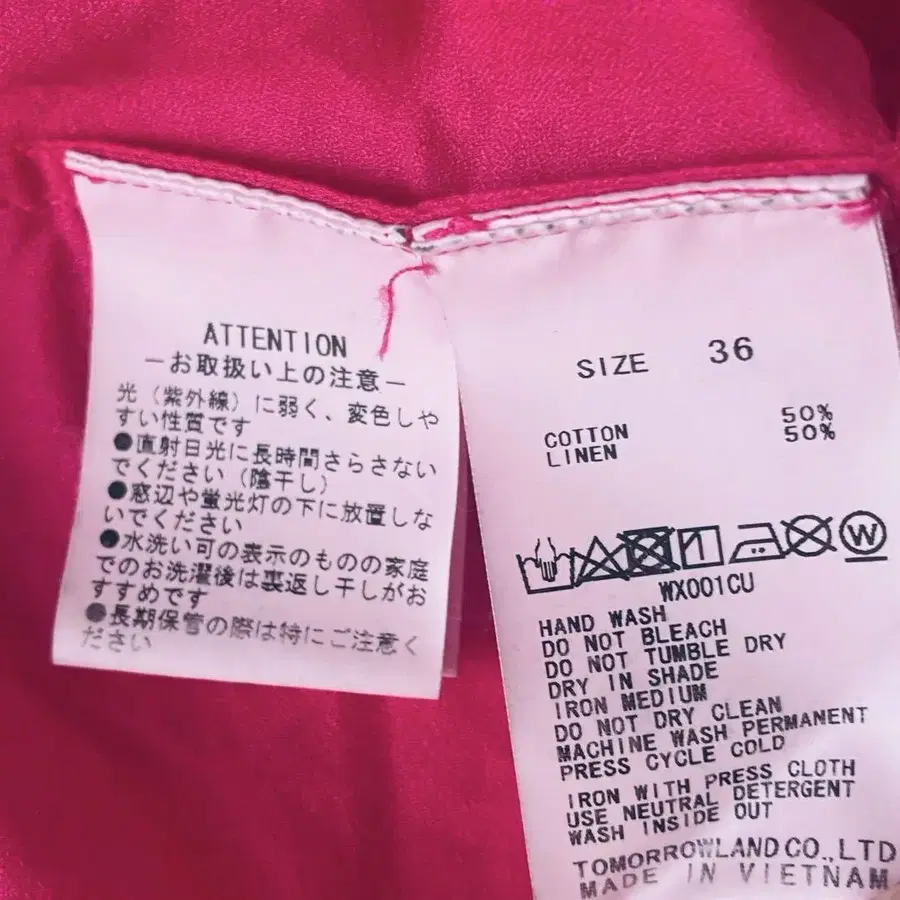 ATTENTION
－お取扱い上の注意－
光（紫外線）に弱く、変色しや
すい性質です
●直射日光に長時間さらさない
でください（陰干し）
●窓辺や蛍光灯の下に放置しな
いでください
●水洗い可の表示のものの家庭
でのお洗濯後は裏返し干しがお
すすめです
●長期保管の際は特にご注意く
ださい
SIZE 36
COTTON 50%
LINEN 50%
W
WX001CU
HAND WASH
DO NOT BLEACH
DO NOT TUMBLE DRY
DRY IN SHADE
IRON MEDIUM
DO NOT DRY CLEAN
MACHINE WASH PERMANENT
PRESS CYCLE COLD
IRON WITH PRESS CLOTH
USE NEUTRAL DETERGENT
WASH INSIDE OUT
TOMORROWLAND CO.,LTD
MADE IN VIETNAM